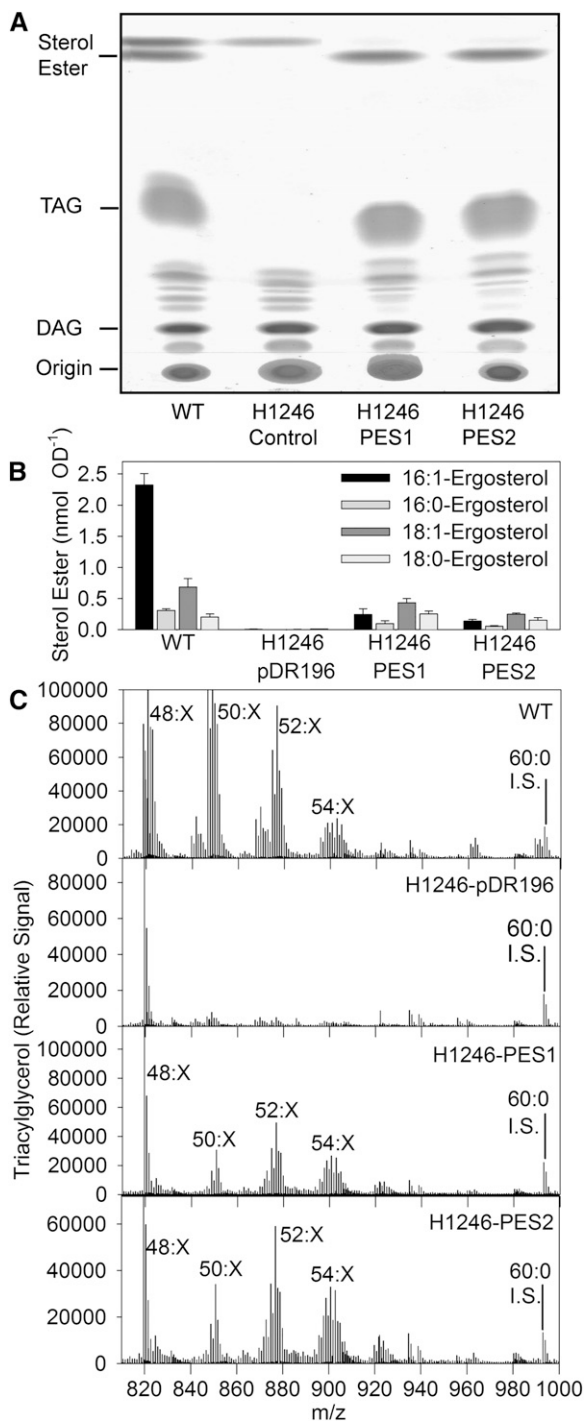 A
Sterol
Ester
TAG
DAG
Origin
WT
H1246
Control
H1246
PES1
H1246
PES2
B
Sterol Ester (nmol OD⁻¹)
2.5
2.0
1.5
1.0
0.5
0.0
16:1-Ergosterol
16:0-Ergosterol
18:1-Ergosterol
18:0-Ergosterol
WT
H1246
pDR196
H1246
PES1
H1246
PES2
C
Triacylglycerol (Relative Signal)
100000
80000
60000
40000
20000
0
48:X
50:X
52:X
54:X
WT
60:0
I.S.
80000
60000
40000
20000
0
H1246-pDR196
60:0
I.S.
100000
80000
60000
40000
20000
0
48:X
50:X
52:X
54:X
H1246-PES1
60:0
I.S.
60000
40000
20000
0
48:X
50:X
52:X
54:X
H1246-PES2
60:0
I.S.
820 840 860 880 900 920 940 960 980 1000
m/z